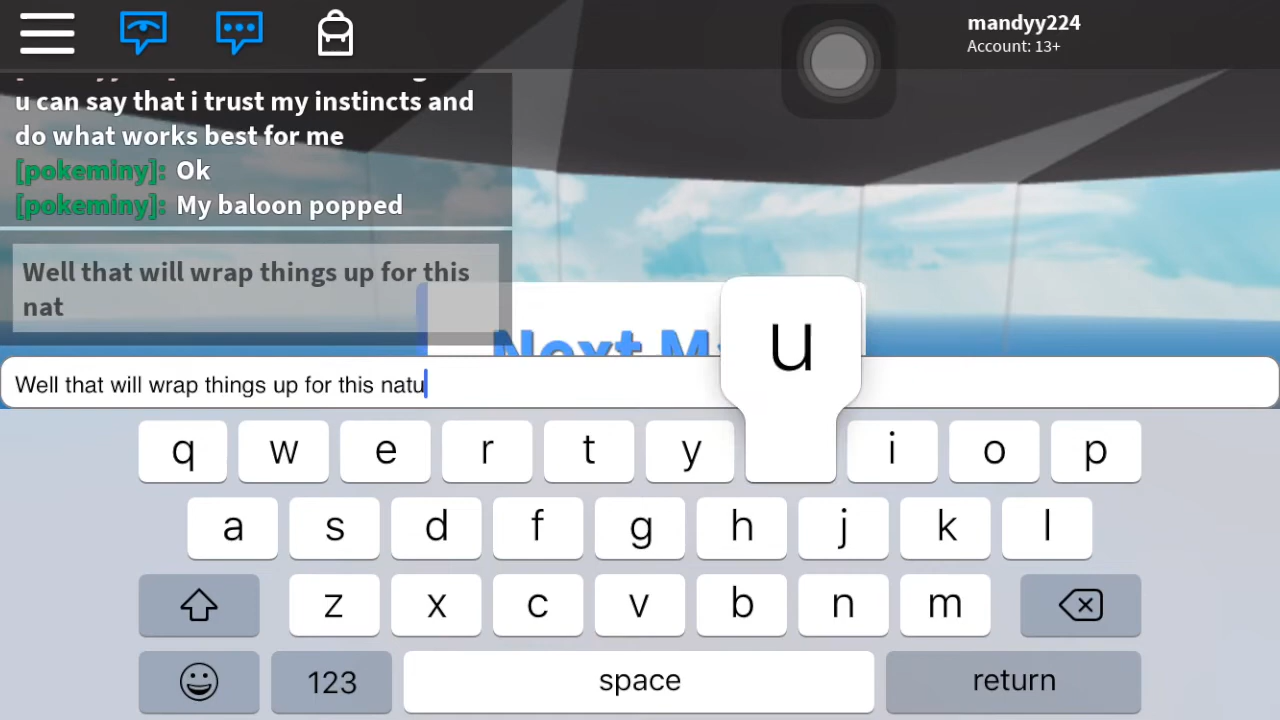 mandyy224
Account: 13+
u can say that i trust my instincts and
do what works best for me
[pokeminy]: Ok
[pokeminy]: My baloon popped
Well that will wrap things up for this
nat
Next M
Well that will wrap things up for this natu
u
q w e r t y i o p
a s d f g h j k l
z x c v b n m
123 space return